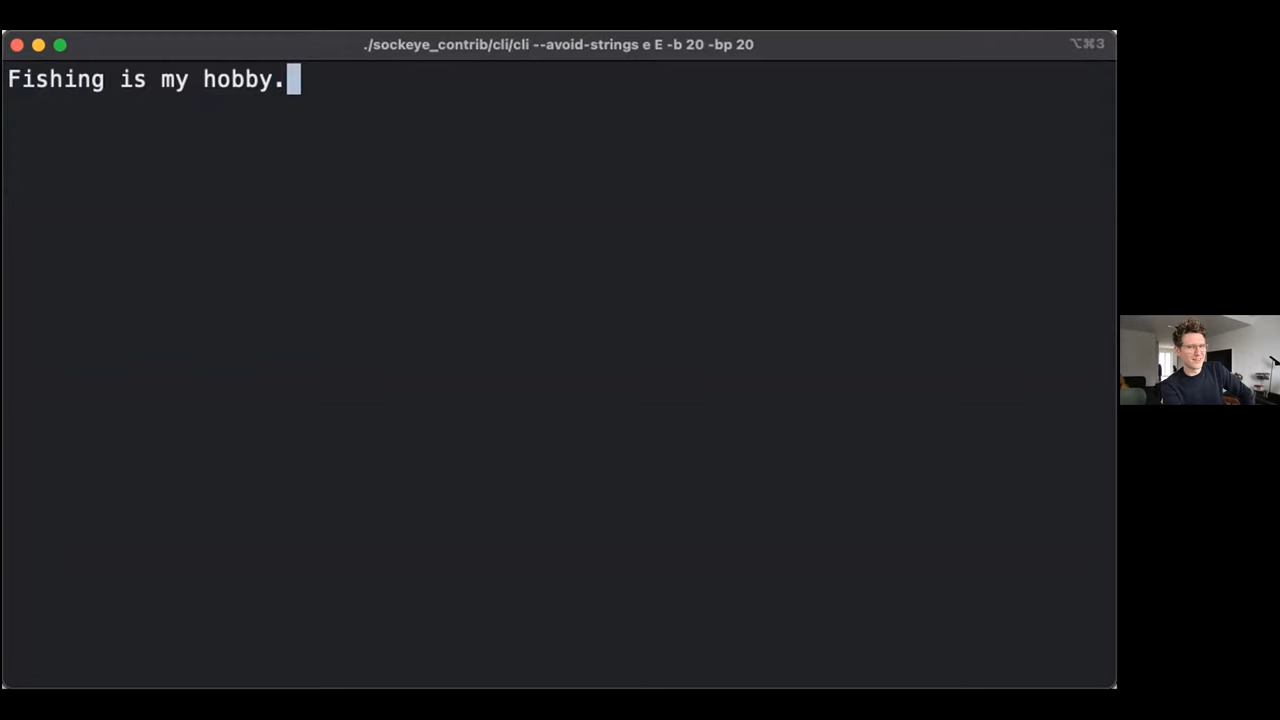 ./sockeye_contrib/cli/cli --avoid-strings e E -b 20 -bp 20
⌥⌘3
Fishing is my hobby.